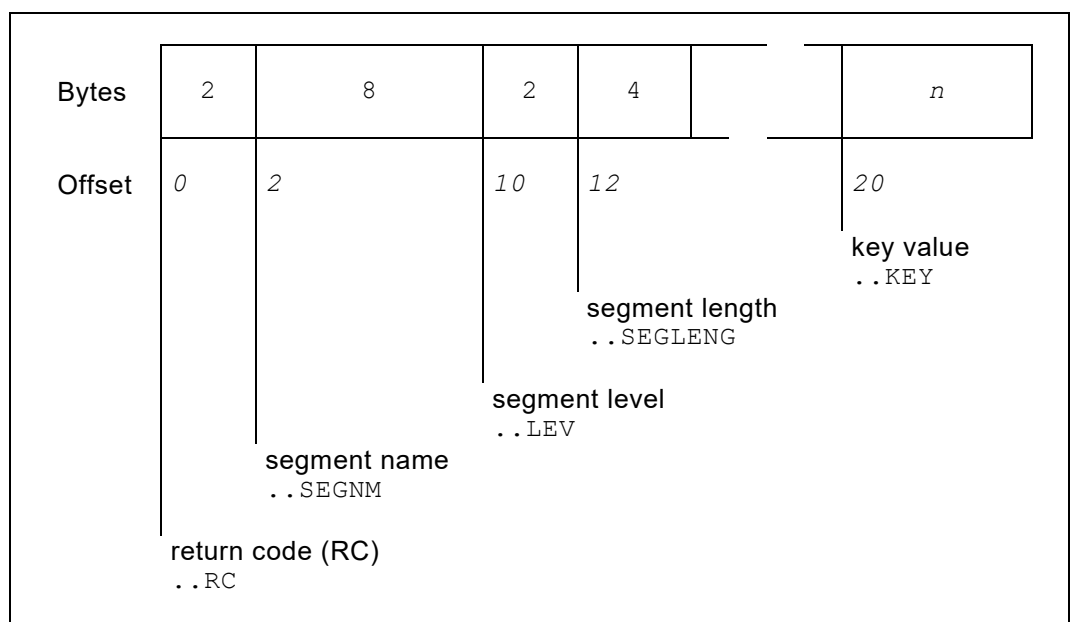 Bytes 2 8 2 4 n
Offset 0 2 10 12 20
key value
..KEY
segment length
..SEGLENG
segment level
..LEV
segment name
..SEGNM
return code (RC)
..RC